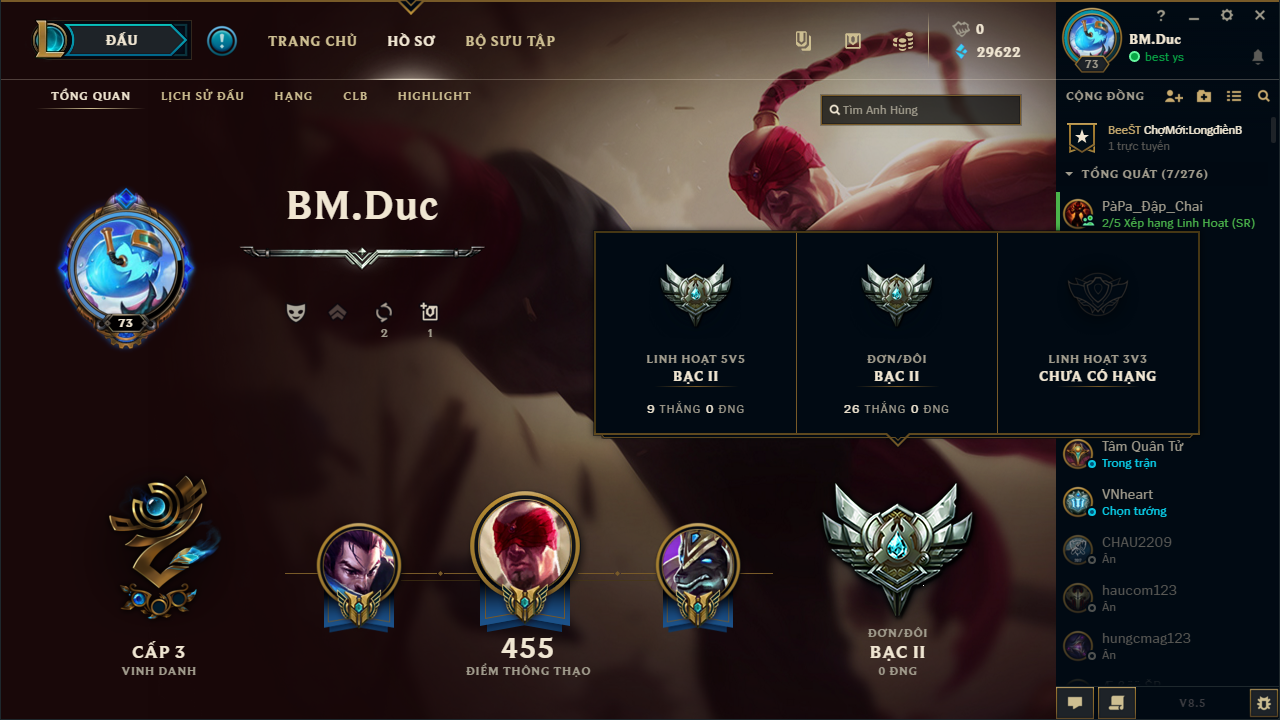 ĐẤU
TRANG CHỦ
HỒ SƠ
BỘ SƯU TẬP
0
29622
BM.Duc
best ys
73
TỔNG QUAN
LỊCH SỬ ĐẤU
HẠNG
CLB
HIGHLIGHT
Tìm Anh Hùng
CỘNG ĐỒNG
BeeŠT ChợMới:LongđiềnB
1 trực tuyến
TỔNG QUÁT (7/276)
PàPa_Đập_Chai
2/5 Xếp hạng Linh Hoạt (SR)
BM.Duc
73
2
1
LINH HOẠT 5V5
BẠC II
9 THẮNG 0 ĐNG
ĐƠN/ĐÔI
BẠC II
26 THẮNG 0 ĐNG
LINH HOẠT 3V3
CHƯA CÓ HẠNG
Tâm Quân Tử
Trong trận
VNheart
Chọn tướng
CHAU2209
Ẩn
haucom123
Ẩn
hungcmag123
Ẩn
CẤP 3
VINH DANH
455
ĐIỂM THÔNG THẠO
ĐƠN/ĐÔI
BẠC II
0 ĐNG
V8.5